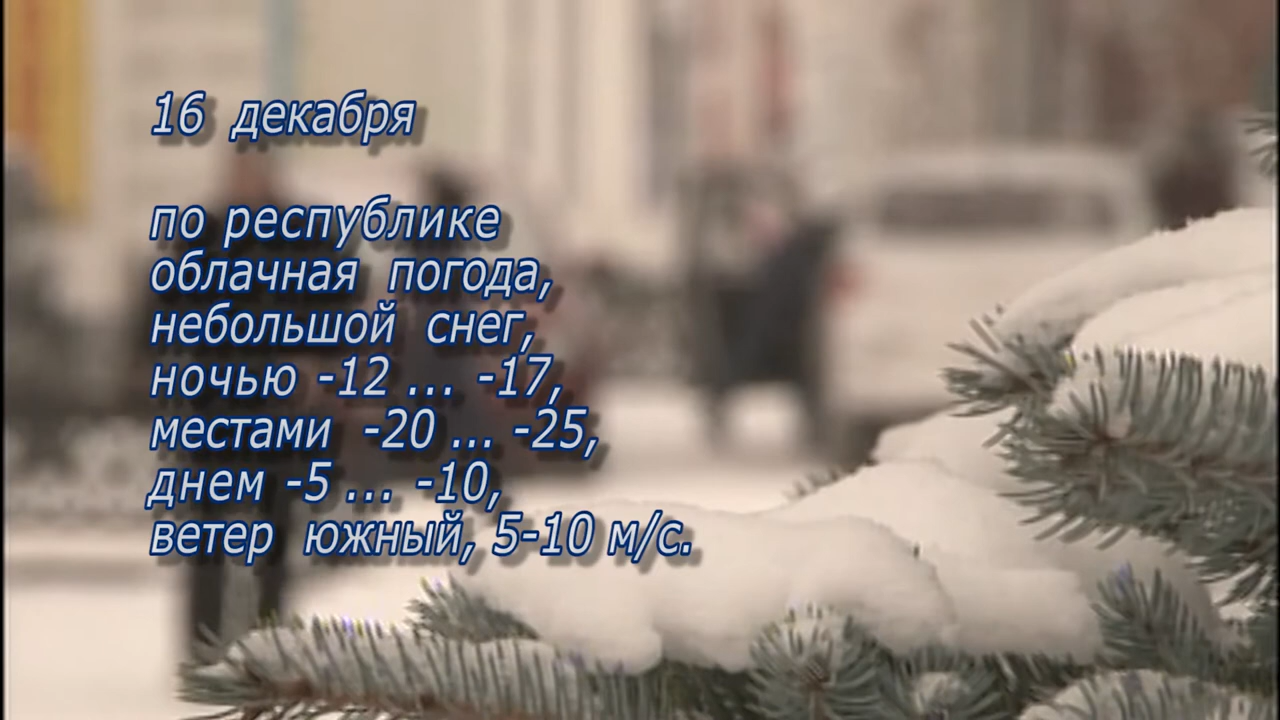 16 декабря
по республике
облачная погода,
небольшой снег,
ночью -12 ... -17,
местами -20 ... -25,
днем -5 ... -10,
ветер южный, 5-10 м/с.